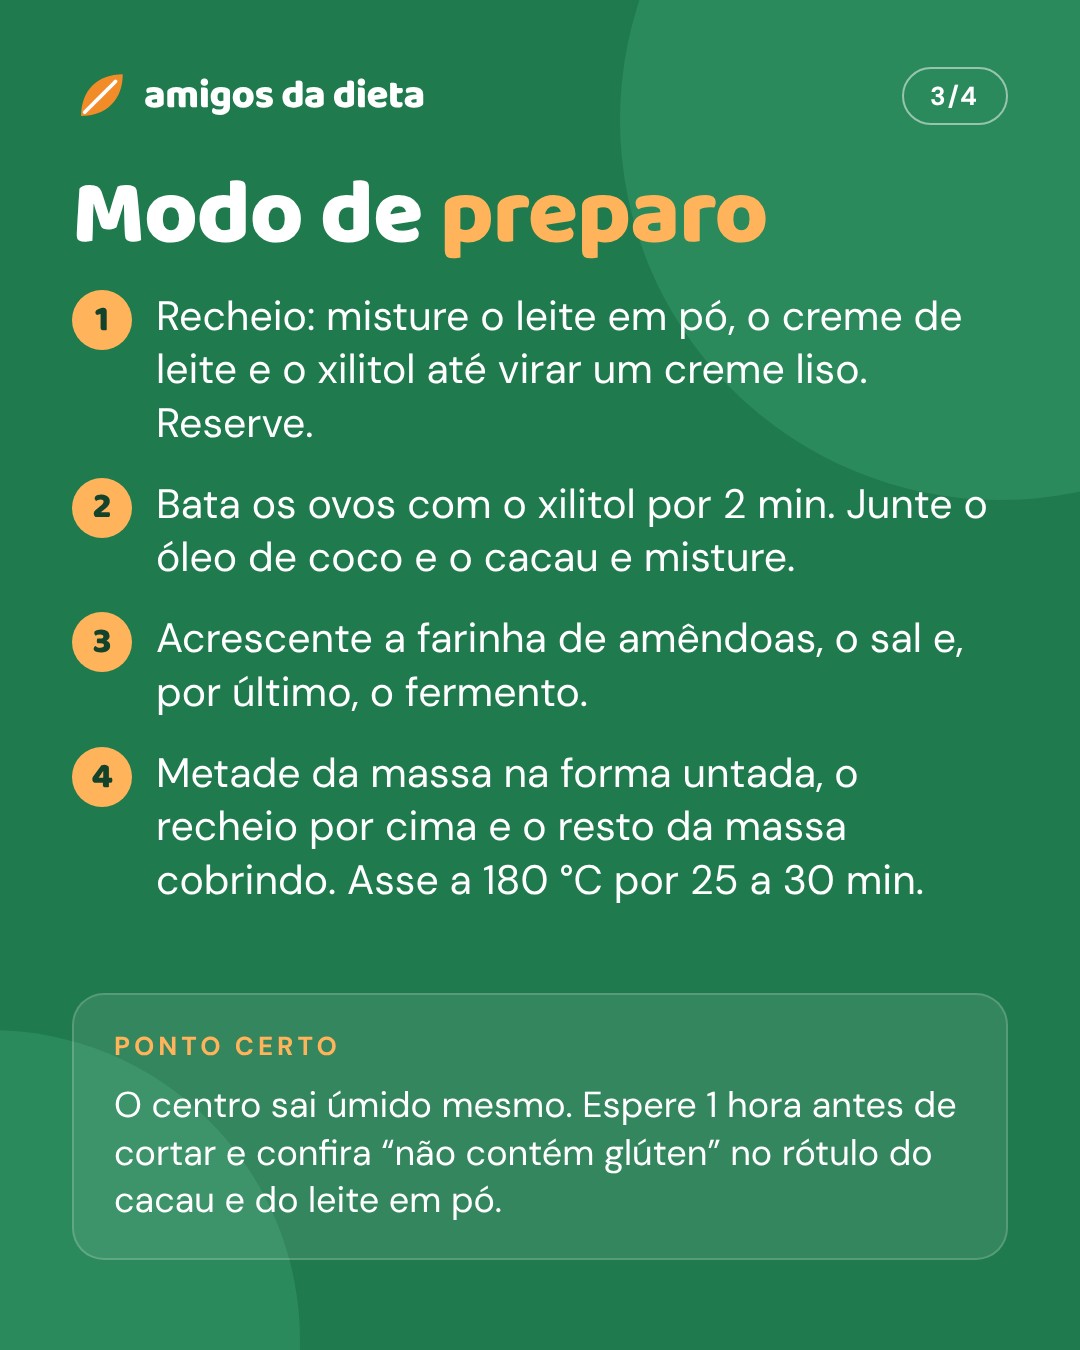 amigos da dieta
3/4
Modo de preparo
1
Recheio: misture o leite em pó, o creme de
leite e o xilitol até virar um creme liso.
Reserve.
2
Bata os ovos com o xilitol por 2 min. Junte o
óleo de coco e o cacau e misture.
3
Acrescente a farinha de amêndoas, o sal e,
por último, o fermento.
4
Metade da massa na forma untada, o
recheio por cima e o resto da massa
cobrindo. Asse a 180 °C por 25 a 30 min.
PONTO CERTO
O centro sai úmido mesmo. Espere 1 hora antes de
cortar e confira “não contém glúten” no rótulo do
cacau e do leite em pó.